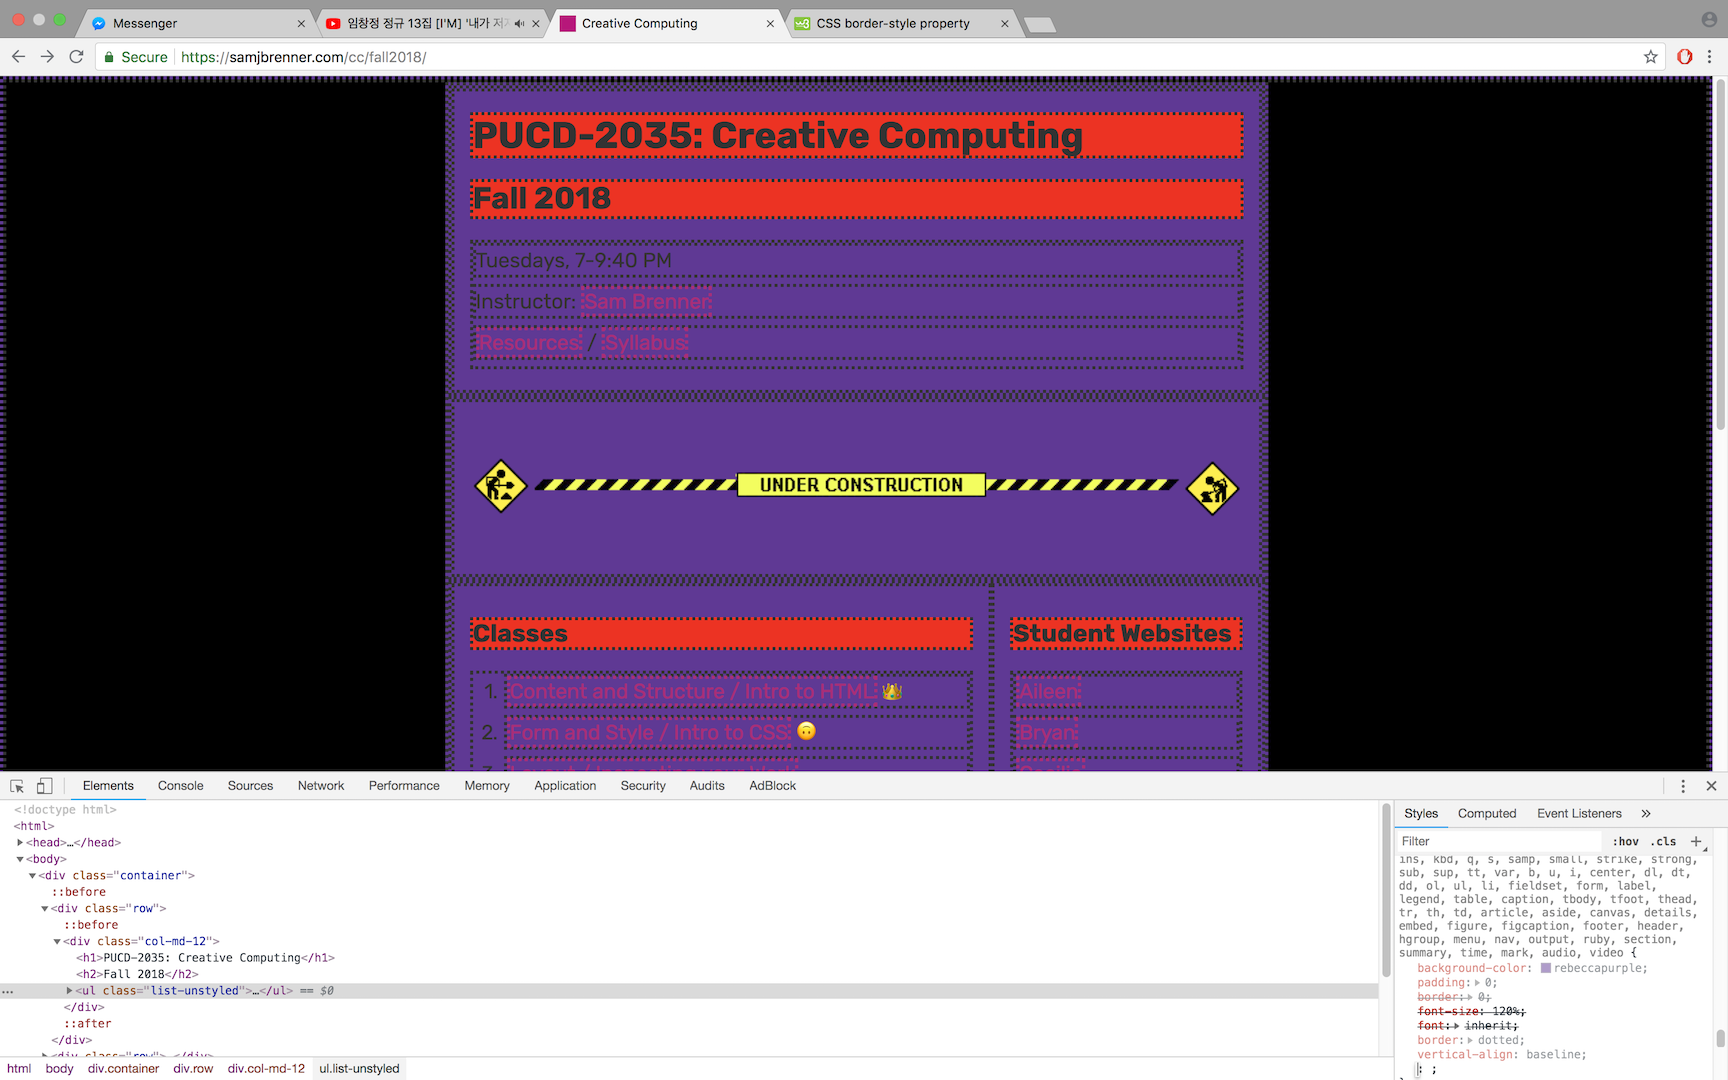 Messenger
임창정 정규 13집 [I'M] '내가 저
Creative Computing
CSS border-style property
Secure
https://samjbrenner.com/cc/fall2018/
PUCD-2035: Creative Computing
Fall 2018
Tuesdays, 7-9:40 PM
Instructor: Sam Brenner
Resources / Syllabus
UNDER CONSTRUCTION
Classes
1. Content and Structure / Intro to HTML 👑
2. Form and Style / Intro to CSS 🙃
Student Websites
Aileen
Bryan
Elements Console Sources Network Performance Memory Application Security Audits AdBlock
<!doctype html>
<html>
<head>…</head>
<body>
<div class="container">
::before
<div class="row">
::before
<div class="col-md-12">
<h1>PUCD-2035: Creative Computing</h1>
<h2>Fall 2018</h2>
... <ul class="list-unstyled">…</ul> == $0
</div>
::after
</div>
html body div.container div.row div.col-md-12 ul.list-unstyled
Styles Computed Event Listeners »
Filter :hov .cls +
ins, kbd, q, s, samp, small, strike, strong,
sub, sup, tt, var, b, u, i, center, dl, dt,
dd, ol, ul, li, fieldset, form, label,
legend, table, caption, tbody, tfoot, thead,
tr, th, td, article, aside, canvas, details,
embed, figure, figcaption, footer, header,
hgroup, menu, nav, output, ruby, section,
summary, time, mark, audio, video {
background-color: rebeccapurple;
padding: 0;
border: 0;
font-size: 120%;
font: inherit;
border: dotted;
vertical-align: baseline;
: ;